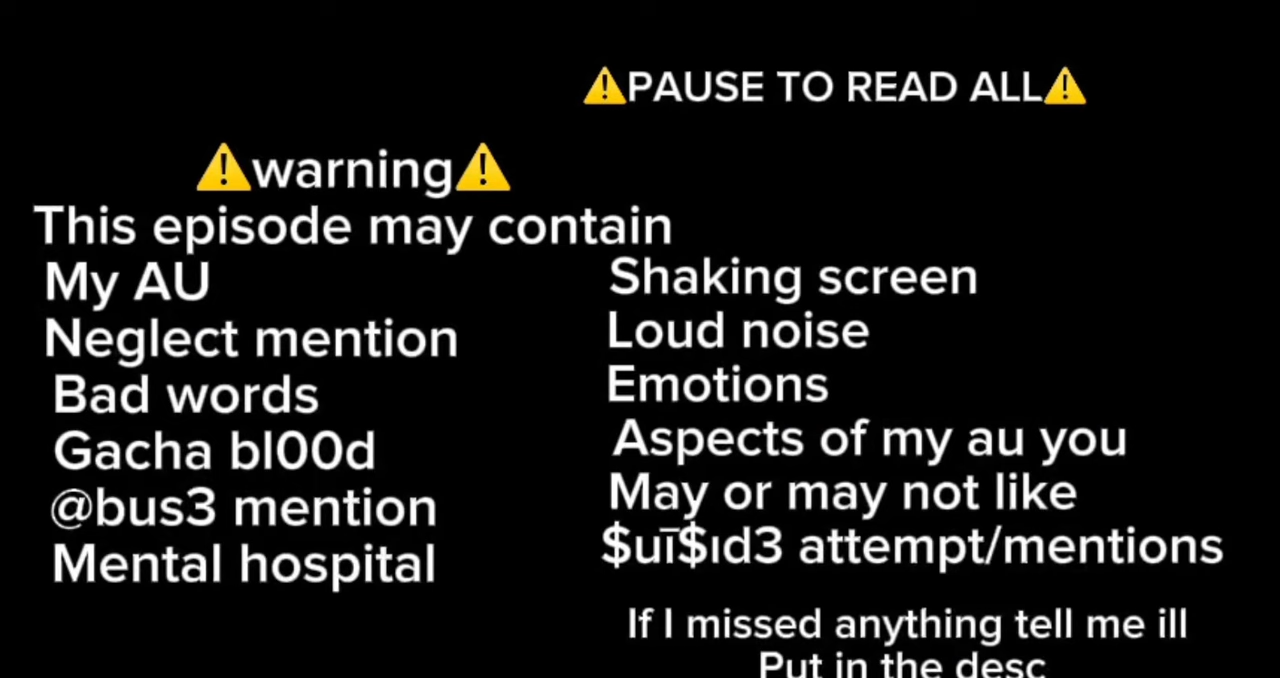 ⚠️PAUSE TO READ ALL⚠️
⚠️warning⚠️
This episode may contain
My AU
Neglect mention
Bad words
Gacha bl00d
@bus3 mention
Mental hospital
Shaking screen
Loud noise
Emotions
Aspects of my au you
May or may not like
$uī$ıd3 attempt/mentions
If I missed anything tell me ill
Put in the desc